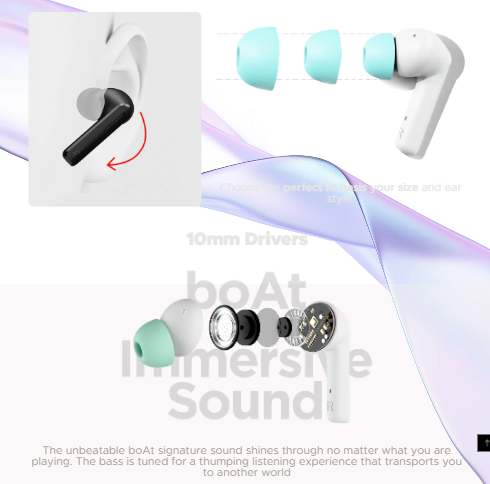 Choose the perfect fit basis your size and ear
style.
10mm Drivers
boAt
Immersive
Sound
R
The unbeatable boAt signature sound shines through no matter what you are
playing. The bass is tuned for a thumping listening experience that transports you
to another world